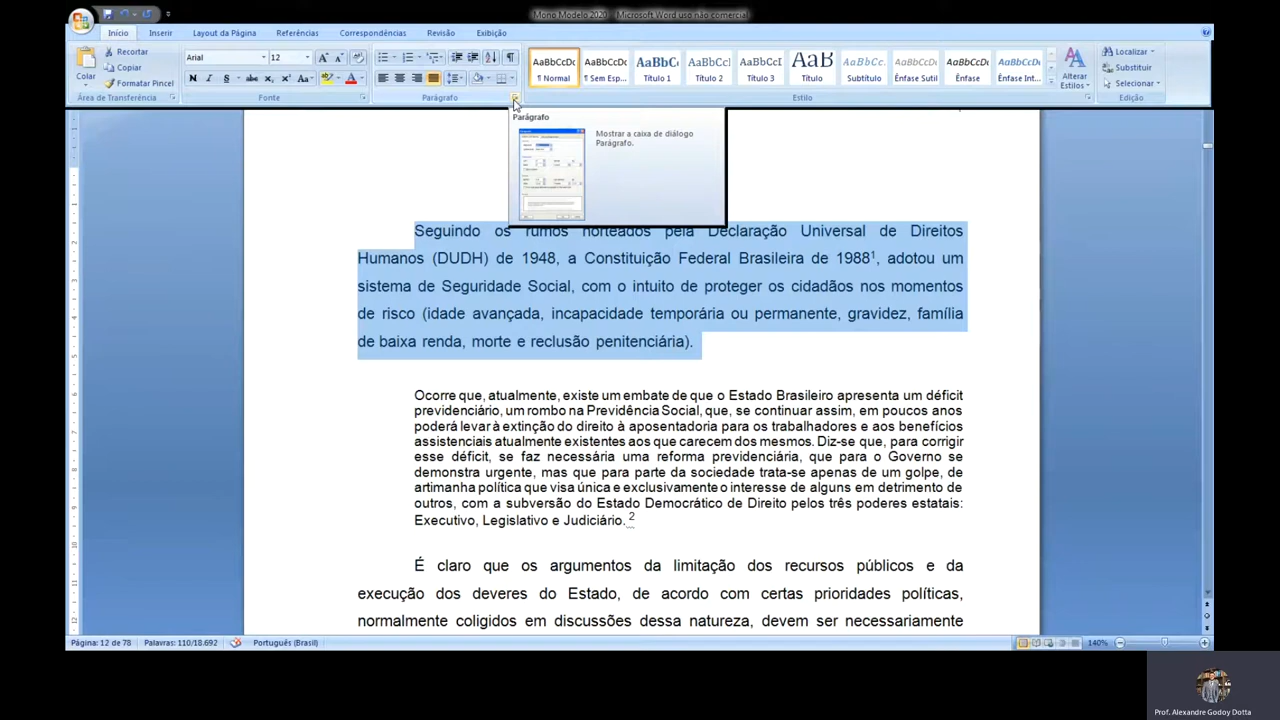 Mono Modelo 2020 - Microsoft Word uso não comercial
Início Inserir Layout da Página Referências Correspondências Revisão Exibição
Colar
Recortar
Copiar
Formatar Pincel
Área de Transferência
Arial 12
N I S abc x₂ x² Aa
Fonte
Parágrafo
AaBbCcDc AaBbCcDc AaBbC AaBbCcl AaBbCcl AaB AaBbCcl AaBbCcDc AaBbCcDc AaBbCcDc
¶ Normal ¶ Sem Esp... Título 1 Título 2 Título 3 Título Subtítulo Ênfase Sutil Ênfase Ênfase Int...
Alterar
Estilos
Estilo
Localizar
Substituir
Selecionar
Edição
Parágrafo
Mostrar a caixa de diálogo
Parágrafo.
Seguindo os rumos norteados pela Declaração Universal de Direitos
Humanos (DUDH) de 1948, a Constituição Federal Brasileira de 1988¹, adotou um
sistema de Seguridade Social, com o intuito de proteger os cidadãos nos momentos
de risco (idade avançada, incapacidade temporária ou permanente, gravidez, família
de baixa renda, morte e reclusão penitenciária).
Ocorre que, atualmente, existe um embate de que o Estado Brasileiro apresenta um déficit
previdenciário, um rombo na Previdência Social, que, se continuar assim, em poucos anos
poderá levar à extinção do direito à aposentadoria para os trabalhadores e aos benefícios
assistenciais atualmente existentes aos que carecem dos mesmos. Diz-se que, para corrigir
esse déficit, se faz necessária uma reforma previdenciária, que para o Governo se
demonstra urgente, mas que para parte da sociedade trata-se apenas de um golpe, de
artimanha política que visa única e exclusivamente o interesse de alguns em detrimento de
outros, com a subversão do Estado Democrático de Direito pelos três poderes estatais:
Executivo, Legislativo e Judiciário. ²
É claro que os argumentos da limitação dos recursos públicos e da
execução dos deveres do Estado, de acordo com certas prioridades políticas,
normalmente coligidos em discussões dessa natureza, devem ser necessariamente
Página: 12 de 78 Palavras: 110/18.692 Português (Brasil) 140%
Prof. Alexandre Godoy Dotta